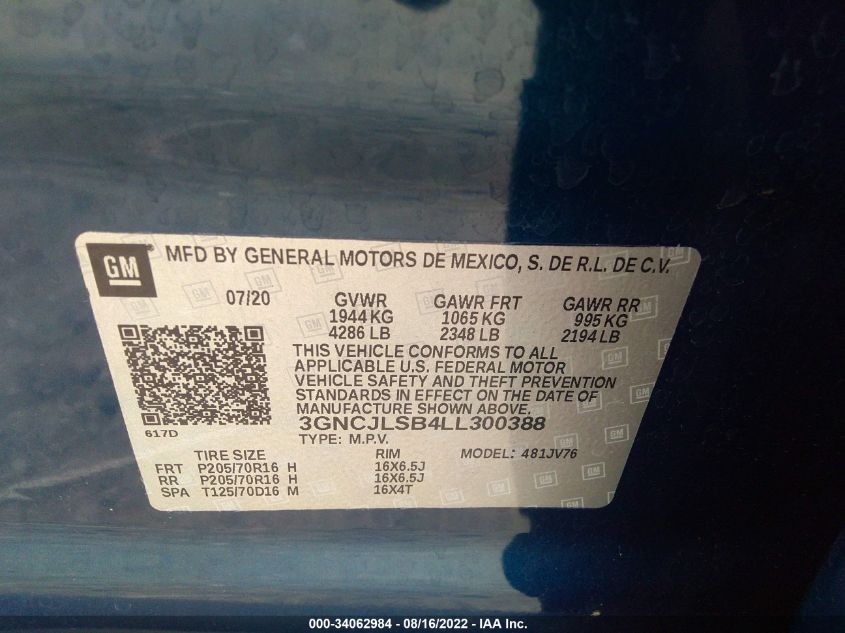 GM MFD BY GENERAL MOTORS DE MEXICO, S. DE R.L. DE C.V.
07/20 GVWR GAWR FRT GAWR RR
1944 KG 1065 KG 995 KG
4286 LB 2348 LB 2194 LB
THIS VEHICLE CONFORMS TO ALL
APPLICABLE U.S. FEDERAL MOTOR
VEHICLE SAFETY AND THEFT PREVENTION
STANDARDS IN EFFECT ON THE DATE OF
MANUFACTURE SHOWN ABOVE.
3GNCJLSB4LL300388
617D TYPE: M.P.V.
TIRE SIZE RIM MODEL: 481JV76
FRT P205/70R16 H 16X6.5J
RR P205/70R16 H 16X6.5J
SPA T125/70D16 M 16X4T
000-34062984 - 08/16/2022 - IAA Inc.